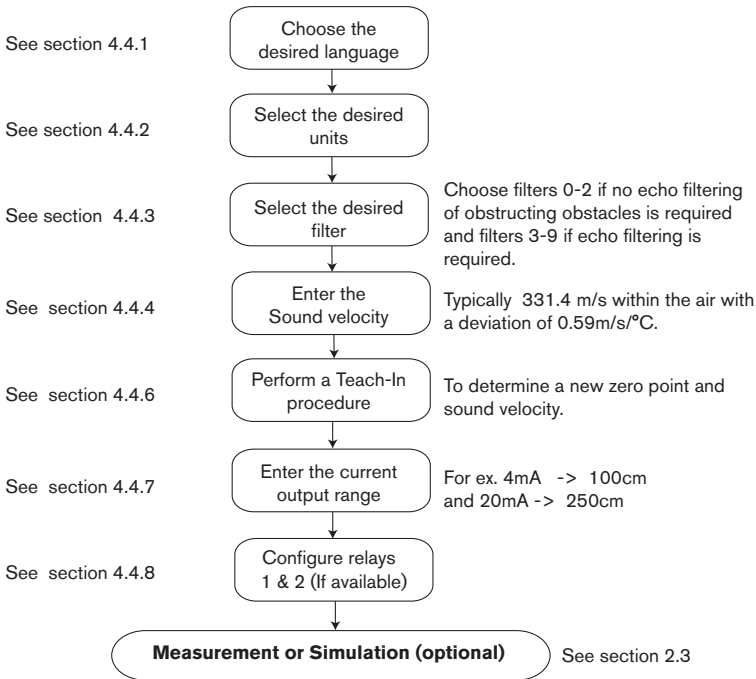 See section 4.4.1
Choose the
desired language
See section 4.4.2
Select the desired
units
See section 4.4.3
Select the desired
filter
Choose filters 0-2 if no echo filtering
of obstructing obstacles is required
and filters 3-9 if echo filtering is
required.
See section 4.4.4
Enter the
Sound velocity
Typically 331.4 m/s within the air with
a deviation of 0.59m/s/°C.
See section 4.4.6
Perform a Teach-In
procedure
To determine a new zero point and
sound velocity.
See section 4.4.7
Enter the current
output range
For ex. 4mA -> 100cm
and 20mA -> 250cm
See section 4.4.8
Configure relays
1 & 2 (If available)
Measurement or Simulation (optional)
See section 2.3